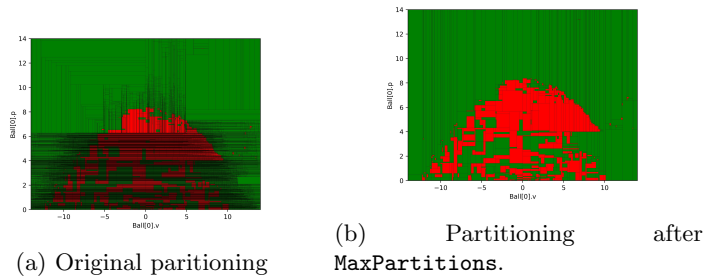 14
12
10
8
6
4
2
0
Ball[0].p
−10 −5 0 5 10
Ball[0].v
(a) Original paritioning
14
12
10
8
6
4
2
0
Ball[0].p
−10 −5 0 5 10
Ball[0].v
(b) Partitioning after
MaxPartitions.